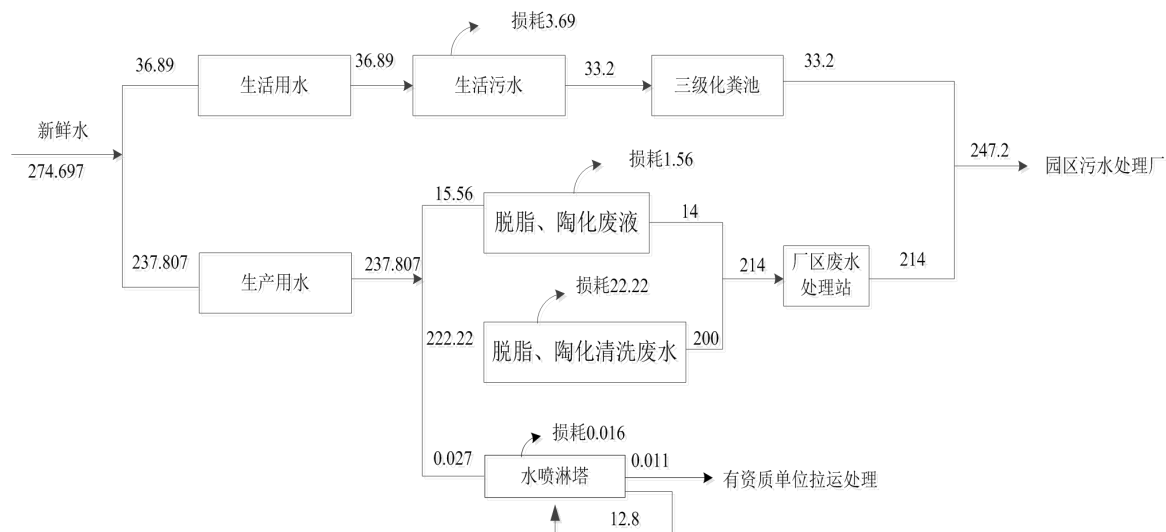 损耗3.69
36.89
生活用水
36.89
生活污水
33.2
三级化粪池
33.2
新鲜水
274.697
247.2
园区污水处理厂
损耗1.56
15.56
脱脂、陶化废液
14
237.807
生产用水
237.807
214
厂区废水
处理站
214
损耗22.22
222.22
脱脂、陶化清洗废水
200
损耗0.016
0.027
水喷淋塔
0.011
有资质单位拉运处理
12.8